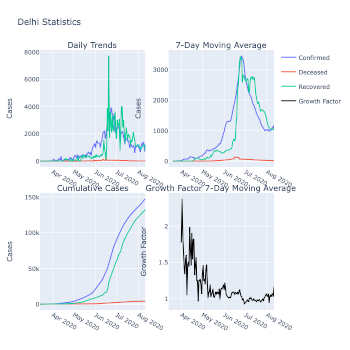 Delhi Statistics
Daily Trends
7-Day Moving Average
Cases
8000
6000
4000
2000
0
Apr 2020
May 2020
Jun 2020
Jul 2020
Aug 2020
Cases
3000
2000
1000
0
Apr 2020
May 2020
Jun 2020
Jul 2020
Aug 2020
Confirmed
Deceased
Recovered
Growth Factor
Cumulative Cases
Growth Factor 7-Day Moving Average
Cases
150k
100k
50k
0
Apr 2020
May 2020
Jun 2020
Jul 2020
Aug 2020
Growth Factor
2
1.5
1
Apr 2020
May 2020
Jun 2020
Jul 2020
Aug 2020